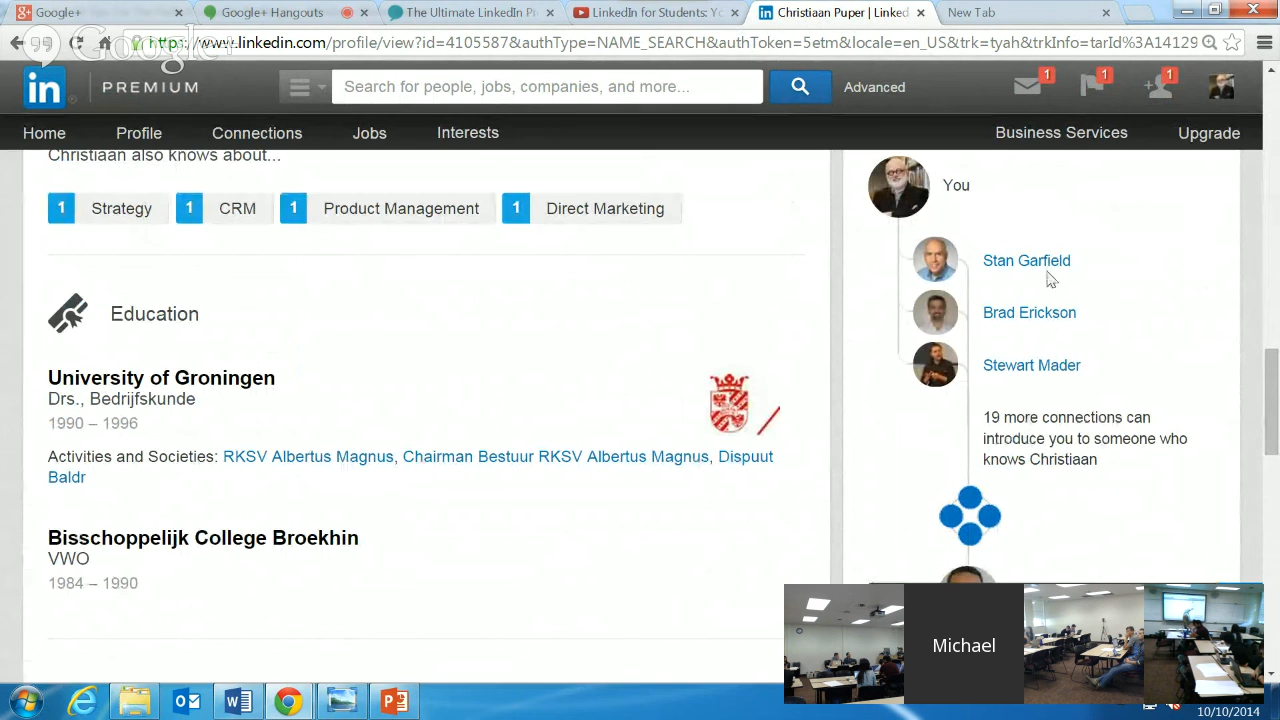 Google+
Google+ Hangouts
The Ultimate LinkedIn Pr
LinkedIn for Students: Yo
Christiaan Puper | Linked
New Tab
Google+
https://www.linkedin.com/profile/view?id=4105587&authType=NAME_SEARCH&authToken=5etm&locale=en_US&trk=tyah&trkInfo=tarId%3A14129
in PREMIUM
Search for people, jobs, companies, and more...
Advanced
1
1
1
Home Profile Connections Jobs Interests
Business Services Upgrade
Christiaan also knows about...
1 Strategy 1 CRM 1 Product Management 1 Direct Marketing
Education
University of Groningen
Drs., Bedrijfskunde
1990 – 1996
Activities and Societies: RKSV Albertus Magnus, Chairman Bestuur RKSV Albertus Magnus, Dispuut
Baldr
Bisschoppelijk College Broekhin
VWO
1984 – 1990
You
Stan Garfield
Brad Erickson
Stewart Mader
19 more connections can
introduce you to someone who
knows Christiaan
Michael
10/10/2014